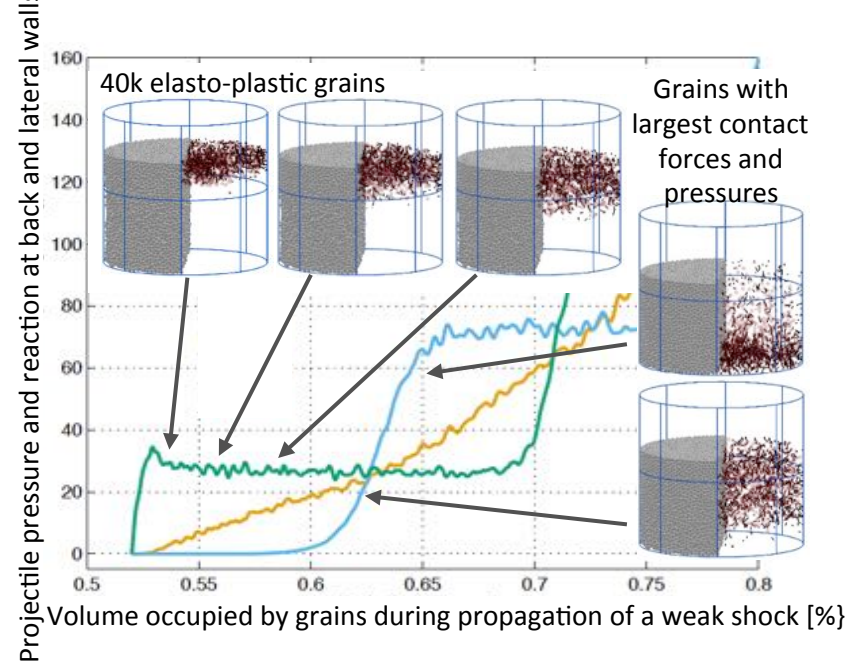 Projectile pressure and reaction at back and lateral walls
160
140
120
100
80
60
40
20
0
40k elasto-plastic grains
Grains with
largest contact
forces and
pressures
0.5 0.55 0.6 0.65 0.7 0.75 0.8
Volume occupied by grains during propagation of a weak shock [%}